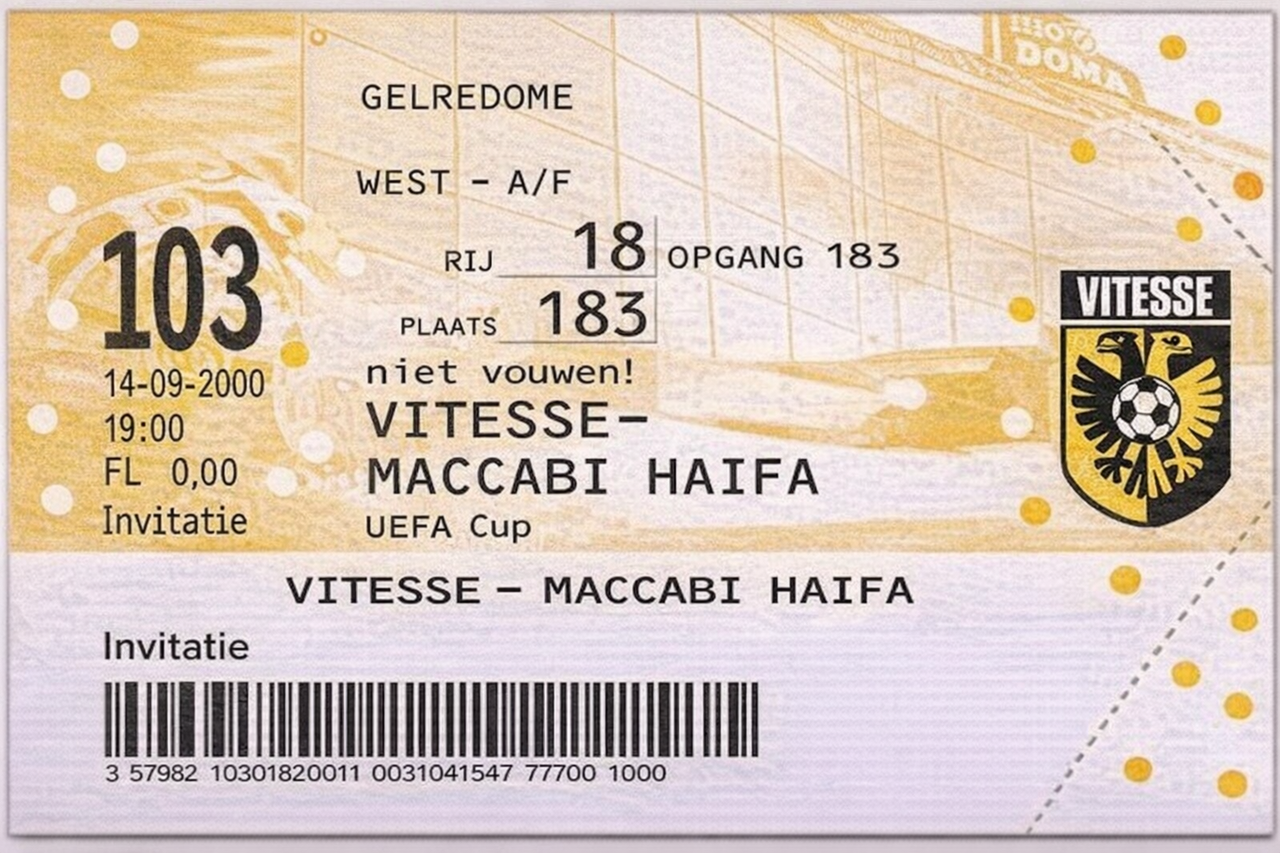 GELREDOME
WEST - A/F
RIJ 18 OPGANG 183
PLAATS 183
103
14-09-2000
19:00
FL 0,00
Invitatie
niet vouwen!
VITESSE-
MACCABI HAIFA
UEFA Cup
VITESSE
VITESSE - MACCABI HAIFA
Invitatie
3 57982 10301820011 0031041547 77700 1000